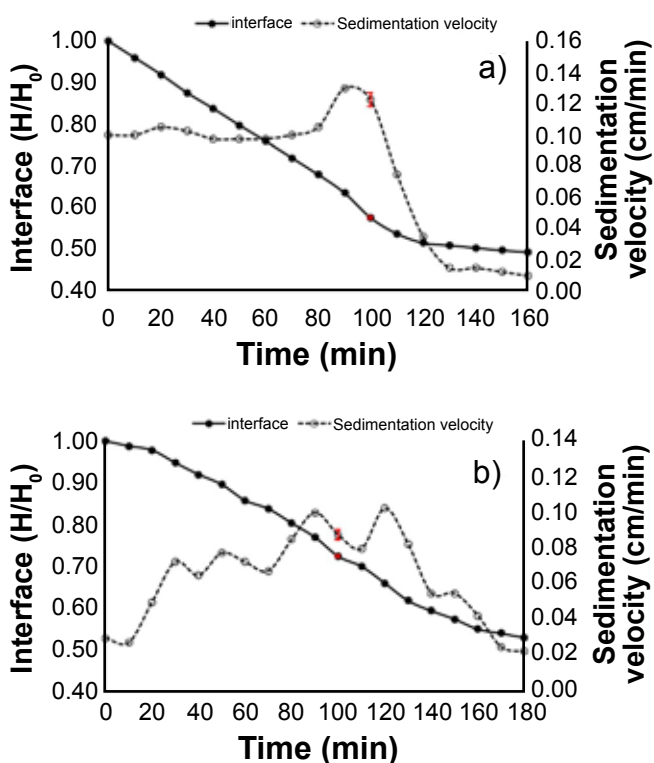 interface Sedimentation velocity
a)
1.00
0.90
0.80
0.70
0.60
0.50
0.40
Interface (H/H₀)
0.16
0.14
0.12
0.10
0.08
0.06
0.04
0.02
0.00
Sedimentation
velocity (cm/min)
0 20 40 60 80 100 120 140 160
Time (min)
interface Sedimentation velocity
b)
1.00
0.90
0.80
0.70
0.60
0.50
0.40
Interface (H/H₀)
0.14
0.12
0.10
0.08
0.06
0.04
0.02
0.00
Sedimentation
velocity (cm/min)
0 20 40 60 80 100 120 140 160 180
Time (min)